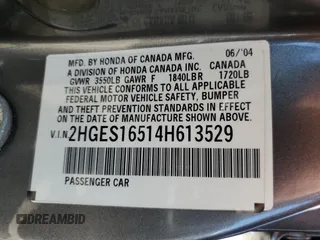 MFD. BY HONDA OF CANADA MFG. 06/'04
A DIVISION OF HONDA CANADA INC. CANADA
GVWR 3550LB GAWR F 1840LB R 1720LB
THIS VEHICLE CONFORMS TO ALL APPLICABLE
FEDERAL MOTOR VEHICLE SAFETY, BUMPER,
AND THEFT PREVENTION STANDARDS IN EFFECT
ON THE DATE OF MANUFACTURE SHOWN ABOVE.
V.I.N 2HGES16514H613529
PASSENGER CAR
DREAMBID